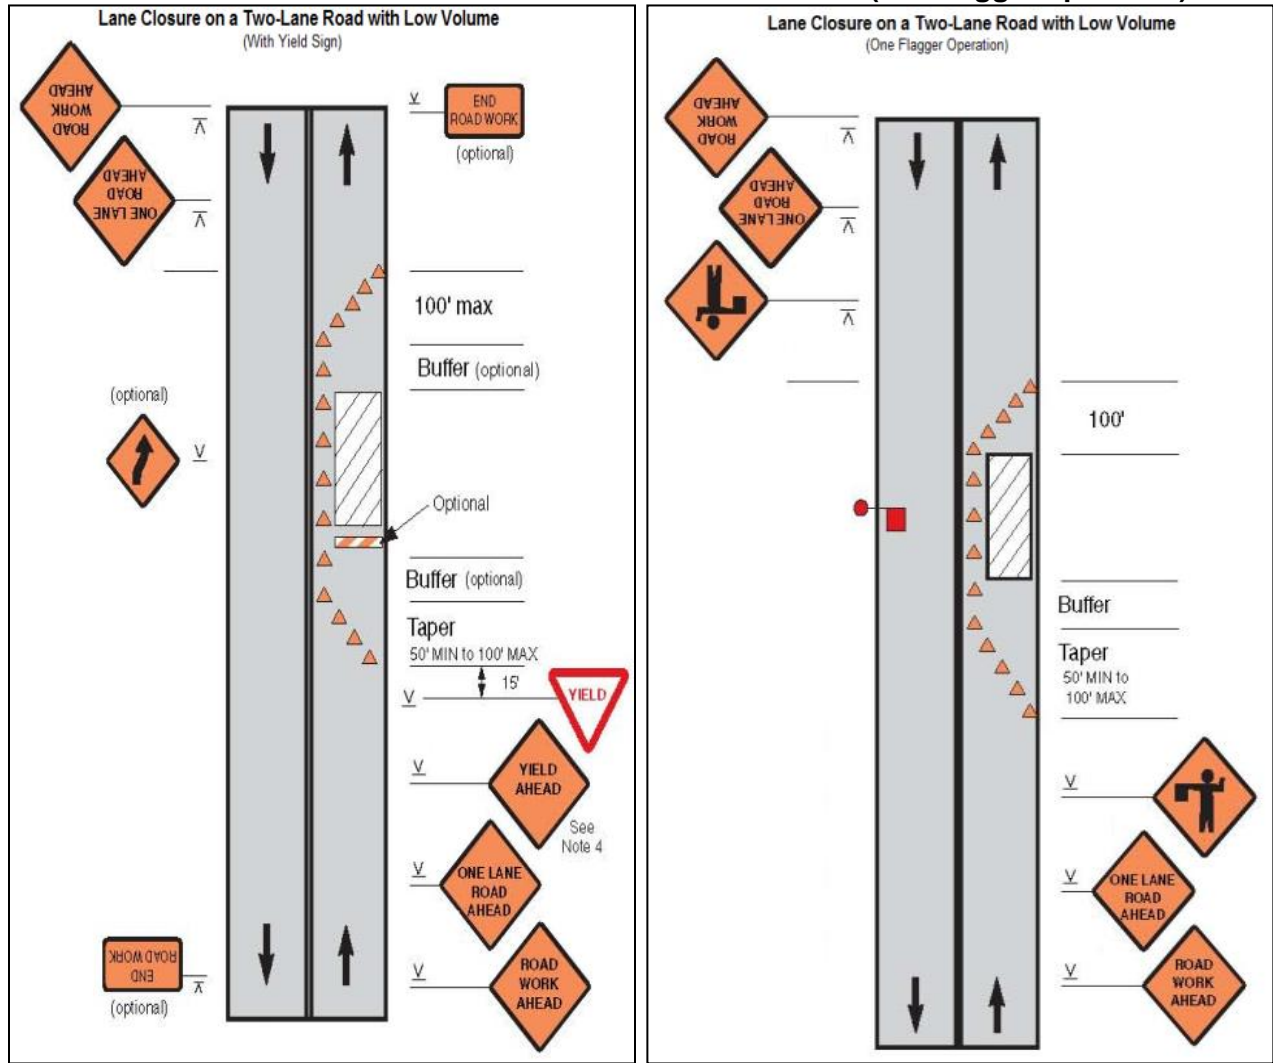 Lane Closure on a Two-Lane Road with Low Volume
(With Yield Sign)
ROAD
WORK
AHEAD
END
ROAD WORK
(optional)
ONE LANE
ROAD
AHEAD
100' max
Buffer (optional)
(optional)
Optional
Buffer (optional)
Taper
50' MIN to 100' MAX
15'
YIELD
YIELD
AHEAD
See
Note 4
ONE LANE
ROAD
AHEAD
END
ROAD WORK
(optional)
ROAD
WORK
AHEAD
Lane Closure on a Two-Lane Road with Low Volume
(One Flagger Operation)
ROAD
WORK
AHEAD
ONE LANE
ROAD
AHEAD
100'
Buffer
Taper
50' MIN to
100' MAX
ONE LANE
ROAD
AHEAD
ROAD
WORK
AHEAD